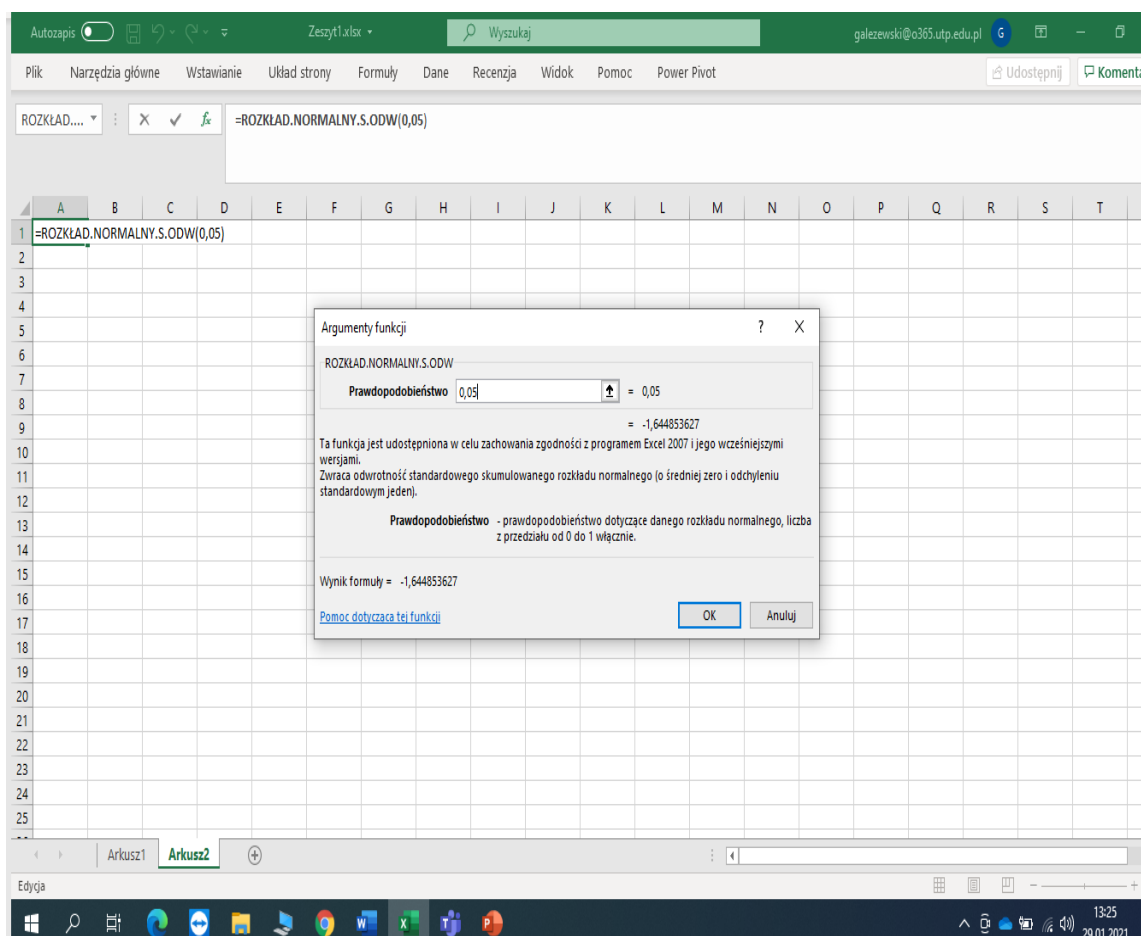 Autozapis Zeszyt1.xlsx Wyszukaj galezewski@o365.utp.edu.pl G
Plik Narzędzia główne Wstawianie Układ strony Formuły Dane Recenzja Widok Pomoc Power Pivot Udostępnij Komenta
ROZKŁAD.... fx =ROZKŁAD.NORMALNY.S.ODW(0,05)
A B C D E F G H I J K L M N O P Q R S T
1 =ROZKŁAD.NORMALNY.S.ODW(0,05)
2
3
4
5
6
7
8
9
10
11
12
13
14
15
16
17
18
19
20
21
22
23
24
25
Argumenty funkcji ? X
ROZKŁAD.NORMALNY.S.ODW
Prawdopodobieństwo 0,05 = 0,05
= -1,644853627
Ta funkcja jest udostępniona w celu zachowania zgodności z programem Excel 2007 i jego wcześniejszymi
wersjami.
Zwraca odwrotność standardowego skumulowanego rozkładu normalnego (o średniej zero i odchyleniu
standardowym jeden).
Prawdopodobieństwo - prawdopodobieństwo dotyczące danego rozkładu normalnego, liczba
z przedziału od 0 do 1 włącznie.
Wynik formuły = -1,644853627
Pomoc dotycząca tej funkcji OK Anuluj
Arkusz1 Arkusz2
Edycja
13:25
29.01.2021